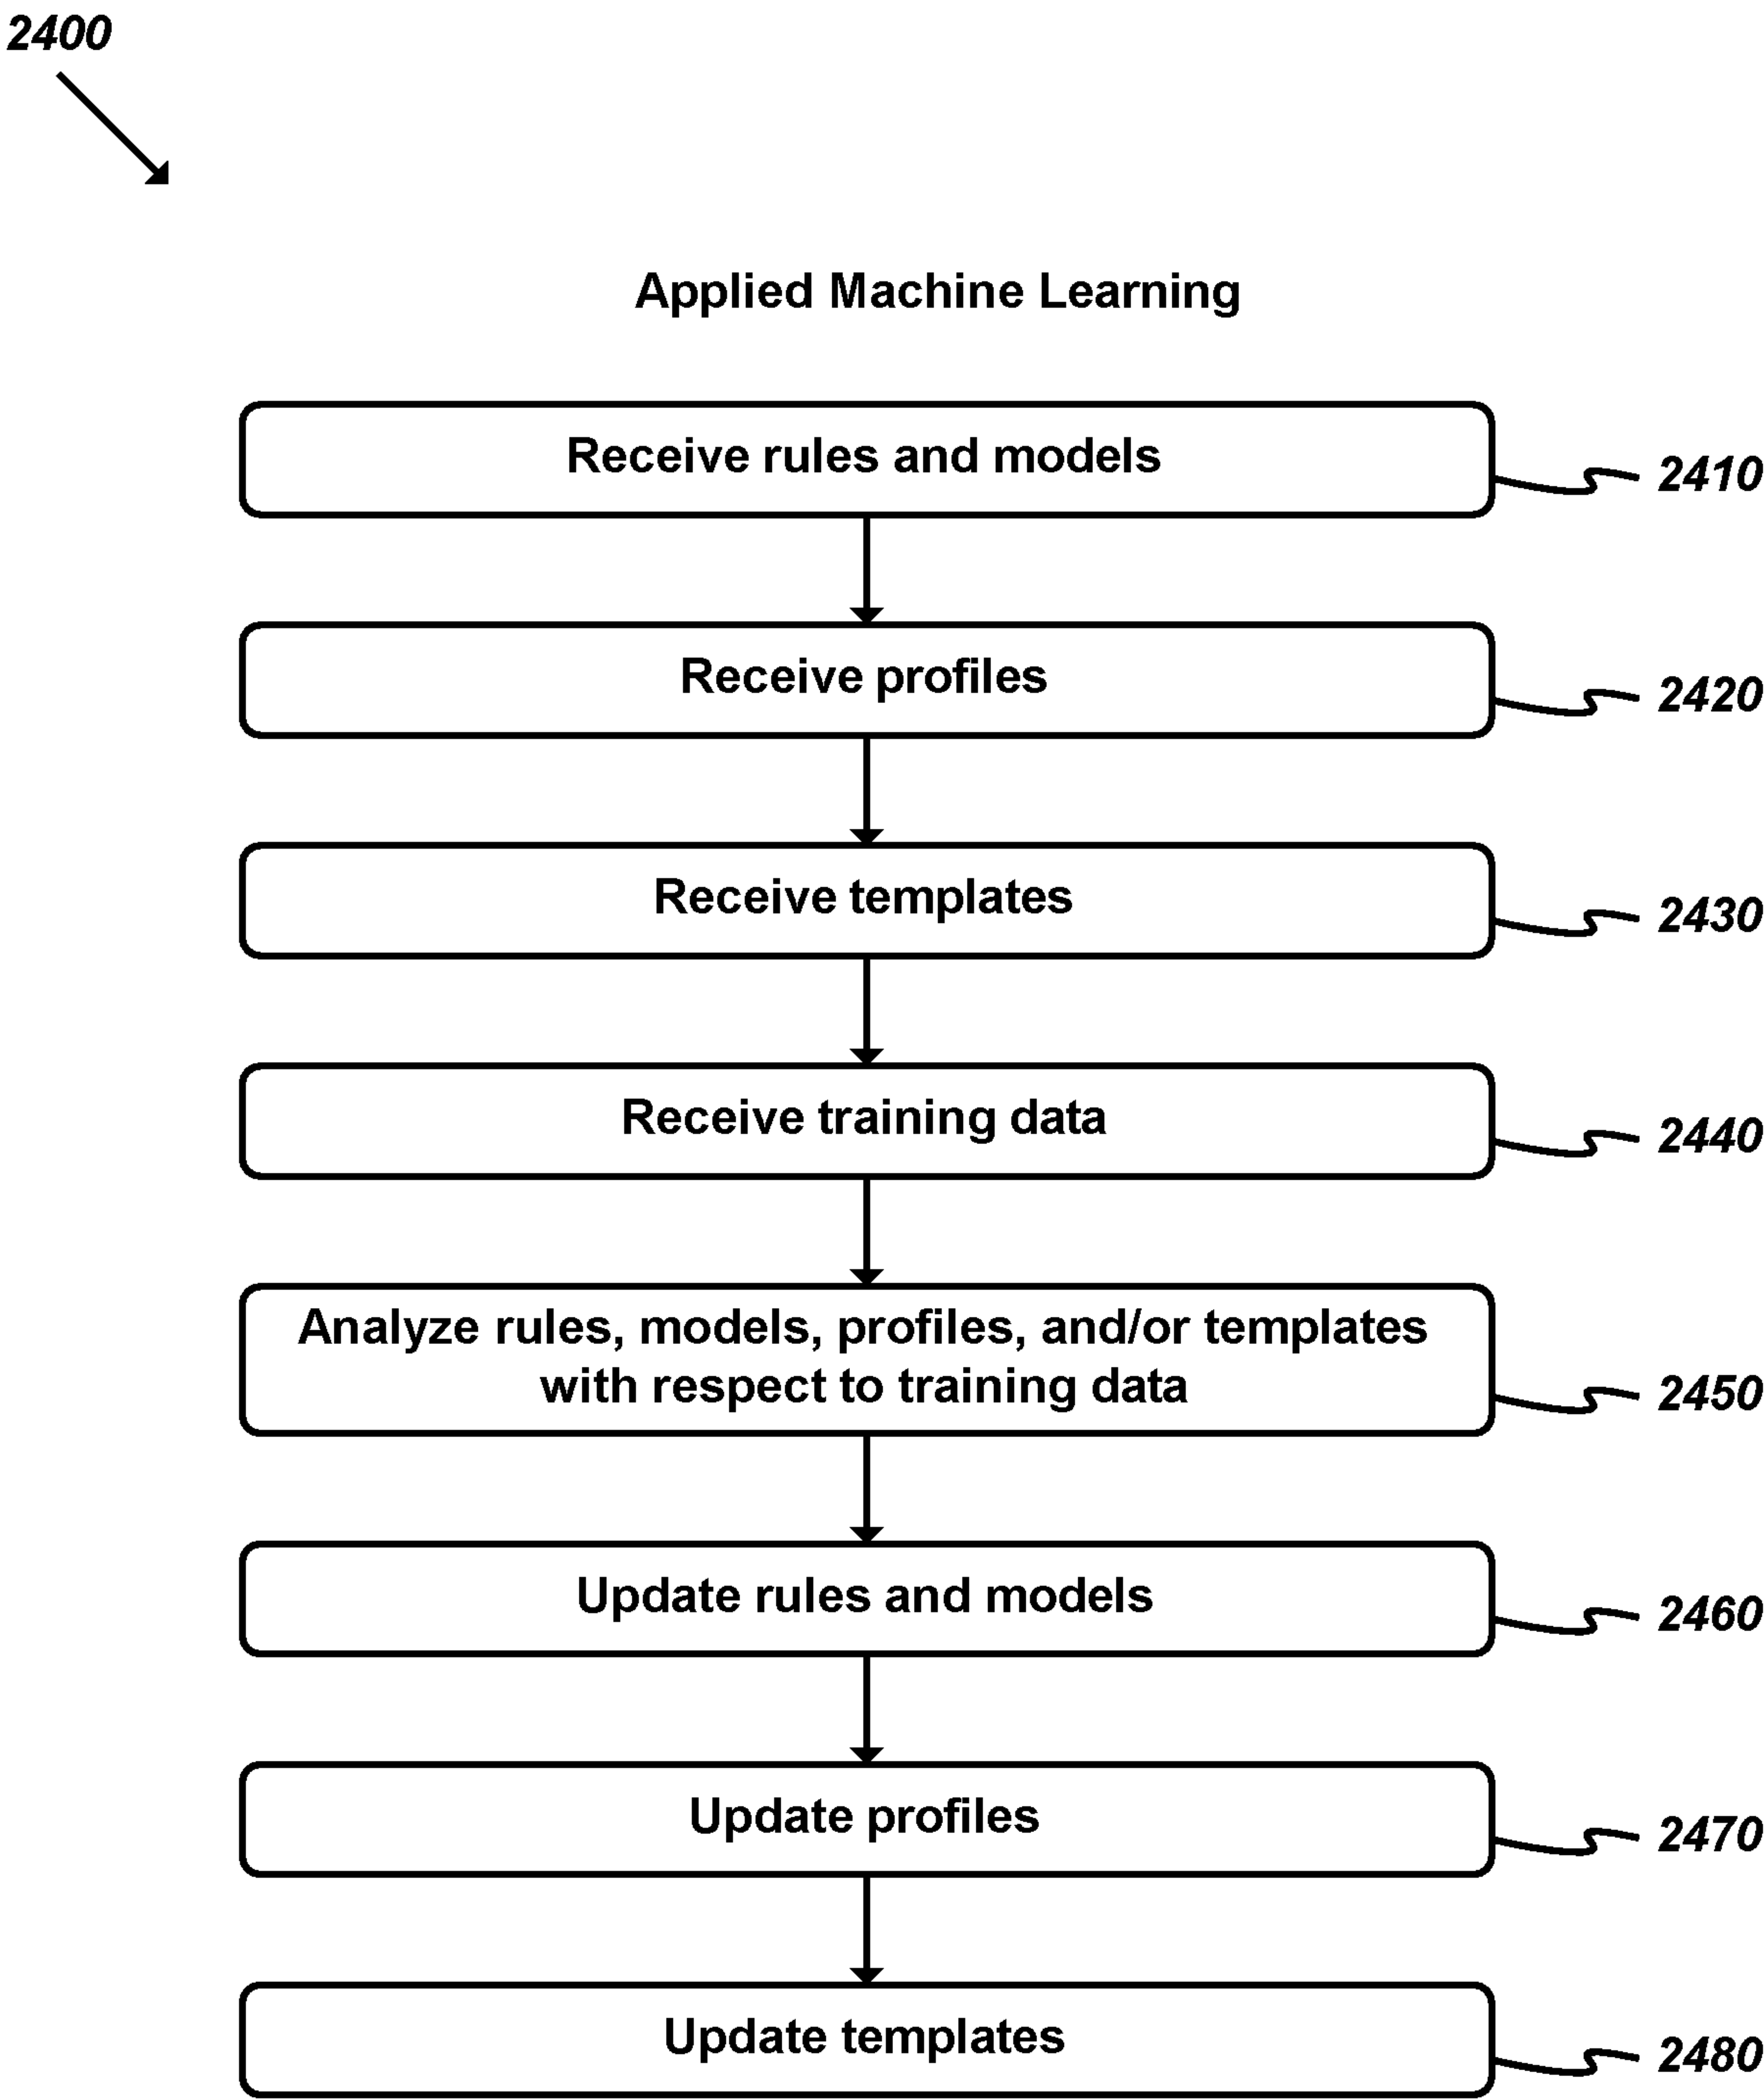 2400
Applied Machine Learning
Receive rules and models
2410
Receive profiles
2420
Receive templates
2430
Receive training data
2440
Analyze rules, models, profiles, and/or templates
with respect to training data
2450
Update rules and models
2460
Update profiles
2470
Update templates
2480